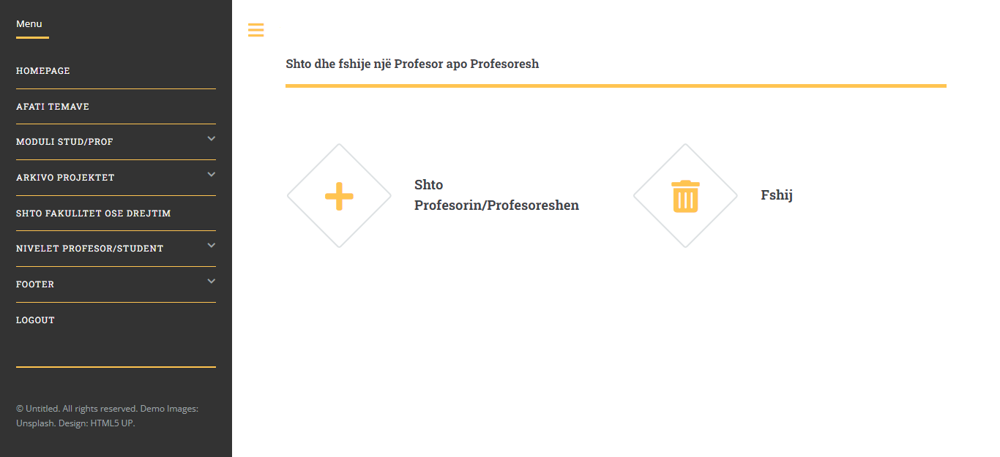 Menu
HOMEPAGE
AFATI TEMAVE
MODULI STUD/PROF
ARKIVO PROJEKTET
SHTO FAKULLTET OSE DREJTIM
NIVELET PROFESOR/STUDENT
FOOTER
LOGOUT
© Untitled. All rights reserved. Demo Images:
Unsplash. Design: HTML5 UP.
Shto dhe fshije një Profesor apo Profesoresh
Shto
Profesorin/Profesoreshen
Fshij